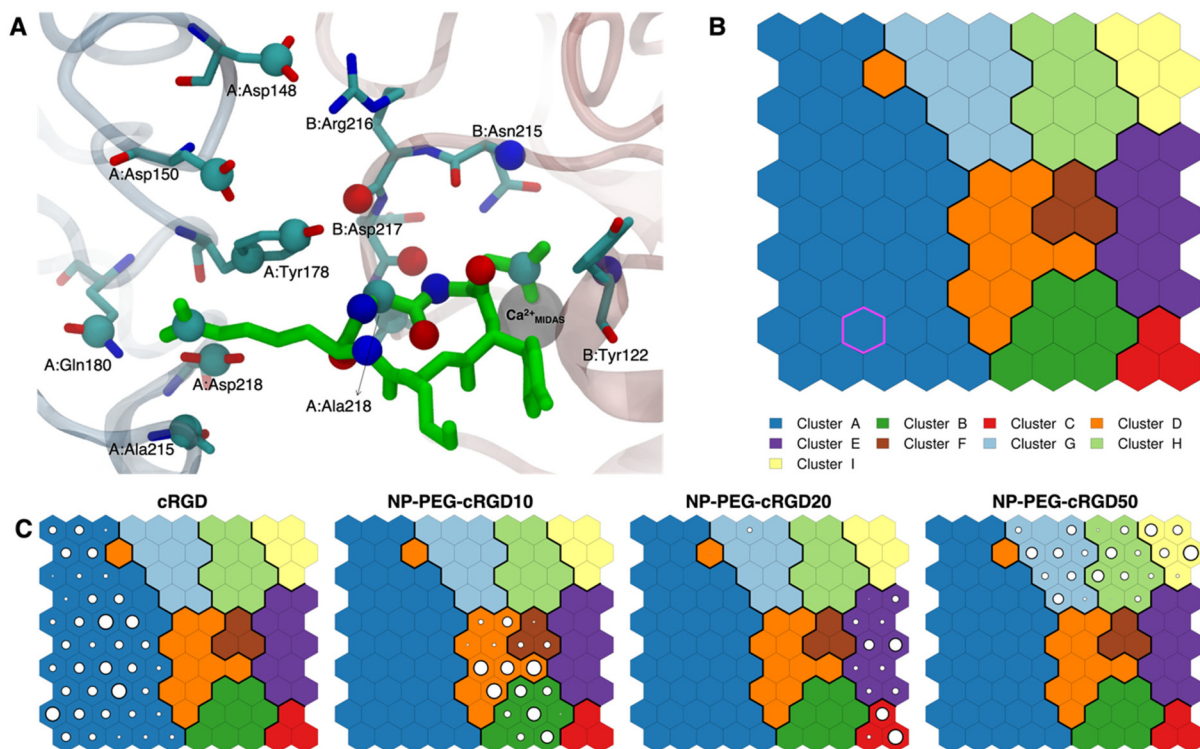 A
A:Asp148
B:Arg216
B:Asn215
A:Asp150
B:Asp217
A:Tyr178
Ca2+MIDAS
A:Gln180
A:Asp218
B:Tyr122
A:Ala218
A:Ala215
B
Cluster A Cluster B Cluster C Cluster D
Cluster E Cluster F Cluster G Cluster H
Cluster I
C
cRGD NP-PEG-cRGD10 NP-PEG-cRGD20 NP-PEG-cRGD50